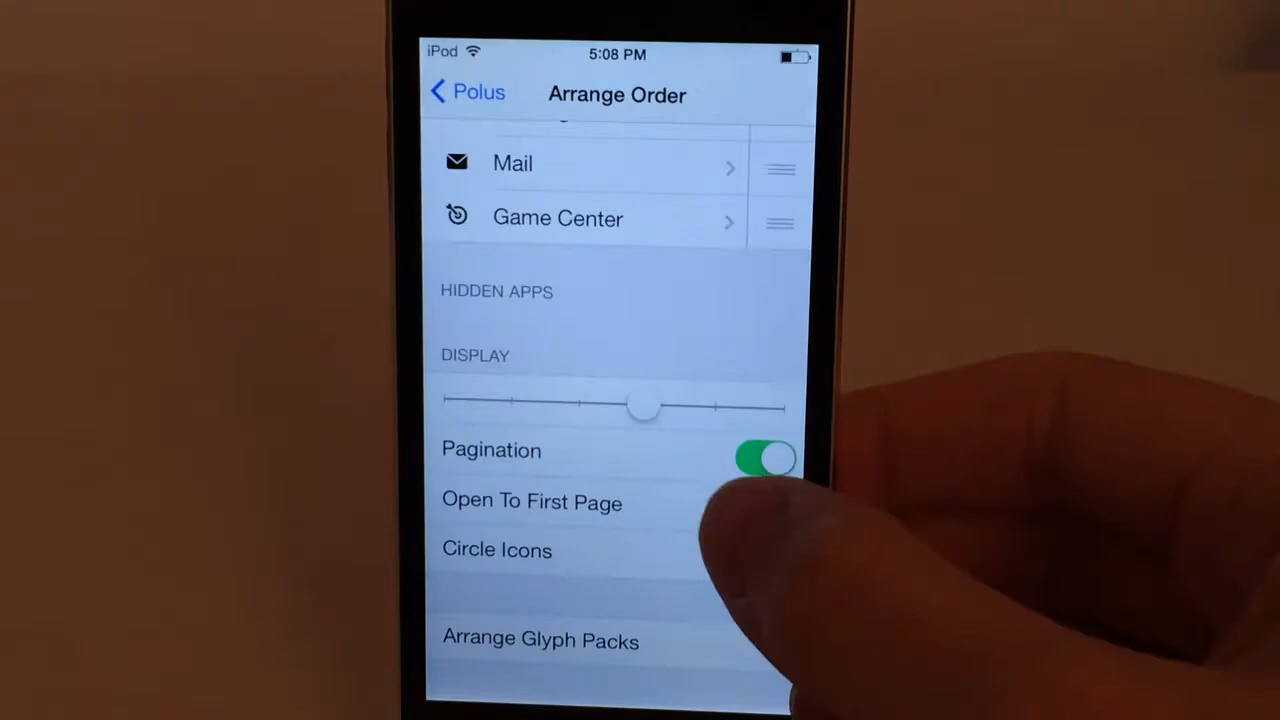 iPod 5:08 PM
Polus Arrange Order
Mail
Game Center
HIDDEN APPS
DISPLAY
Pagination
Open To First Page
Circle Icons
Arrange Glyph Packs